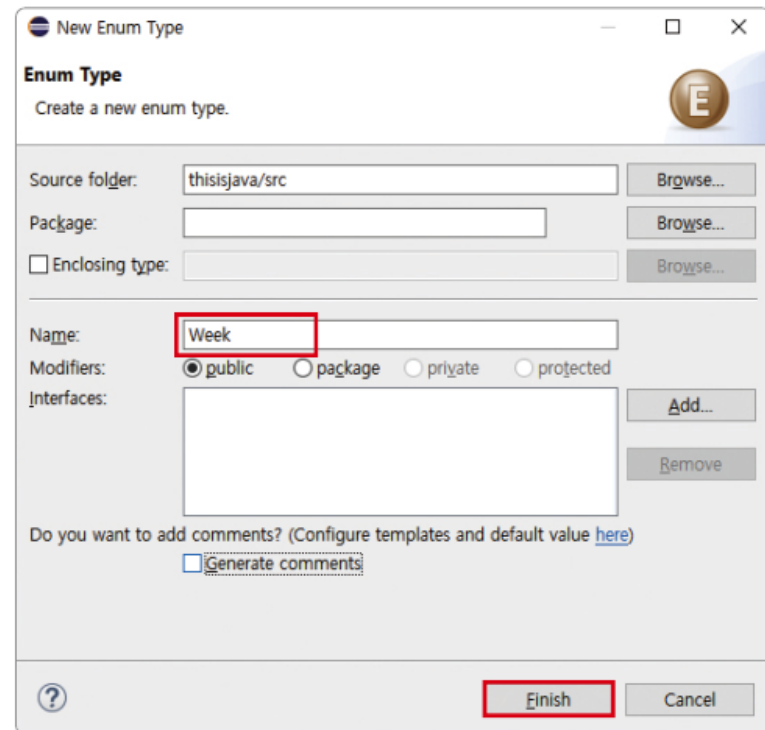 New Enum Type
Enum Type
Create a new enum type.
E
Source folder: thisisjava/src Browse...
Package: Browse...
Enclosing type: Browse...
Name: Week
Modifiers: public package private protected
Interfaces: Add...
Remove
Do you want to add comments? (Configure templates and default value here)
Generate comments
? Finish Cancel